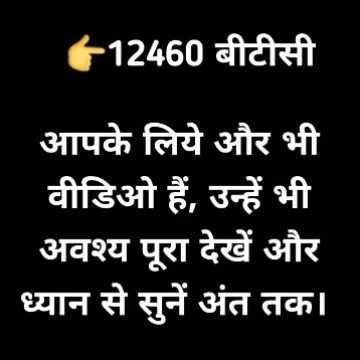 👉12460 बीटीसी
आपके लिये और भी
वीडिओ हैं, उन्हें भी
अवश्य पूरा देखें और
ध्यान से सुनें अंत तक।